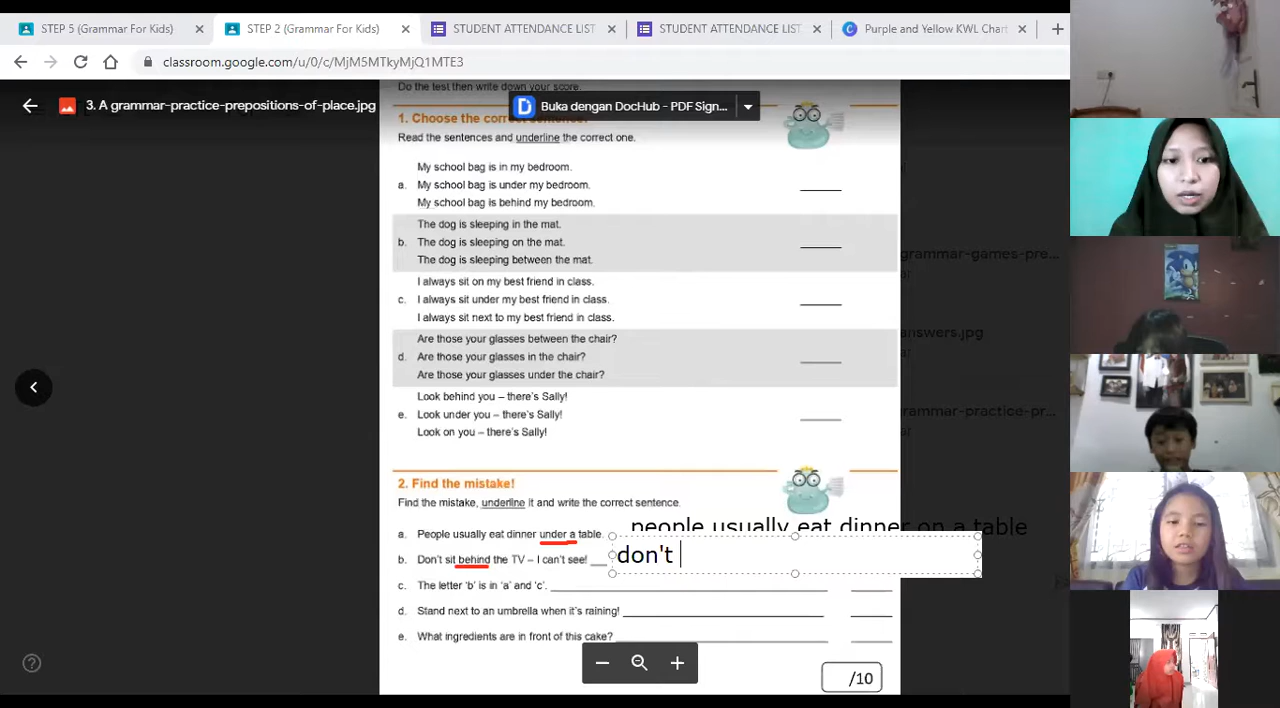 STEP 5 (Grammar For Kids)
STEP 2 (Grammar For Kids)
STUDENT ATTENDANCE LIST
STUDENT ATTENDANCE LIST
Purple and Yellow KWL Chart
classroom.google.com/u/0/c/MjM5MTkyMjQ1MTE3
Do the test then write down your score.
3. A grammar-practice-prepositions-of-place.jpg
Buka dengan DocHub - PDF Sign...
1. Choose the correct sentence!
Read the sentences and underline the correct one.
My school bag is in my bedroom.
a. My school bag is under my bedroom.
My school bag is behind my bedroom.
The dog is sleeping in the mat.
b. The dog is sleeping on the mat.
The dog is sleeping between the mat.
I always sit on my best friend in class.
c. I always sit under my best friend in class.
I always sit next to my best friend in class.
Are those your glasses between the chair?
d. Are those your glasses in the chair?
Are those your glasses under the chair?
Look behind you – there's Sally!
e. Look under you – there's Sally!
Look on you – there's Sally!
grammar-games-pre...
answers.jpg
grammar-practice-pr...
2. Find the mistake!
Find the mistake, underline it and write the correct sentence.
a. People usually eat dinner under a table.
people usually eat dinner on a table
b. Don't sit behind the TV – I can't see!
don't
c. The letter 'b' is in 'a' and 'c'.
d. Stand next to an umbrella when it's raining!
e. What ingredients are in front of this cake?
/10